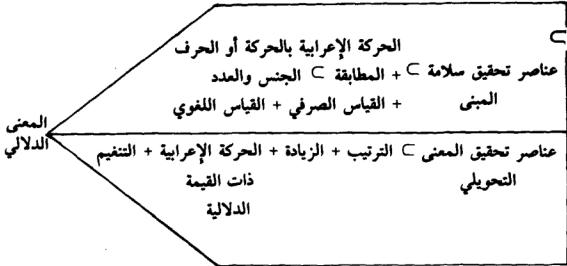 الحركة الإعرابية بالحركة أو الحرف
عناصر تحقيق سلامة ⊂ + المطابقة ⊂ الجنس والعدد
المبنى + القياس الصرفي + القياس اللغوي
المعنى
الدلالي
عناصر تحقيق المعنى ⊂ الترتيب + الزيادة + الحركة الإعرابية + التنغيم
التحويلي ذات القيمة
الدلالية